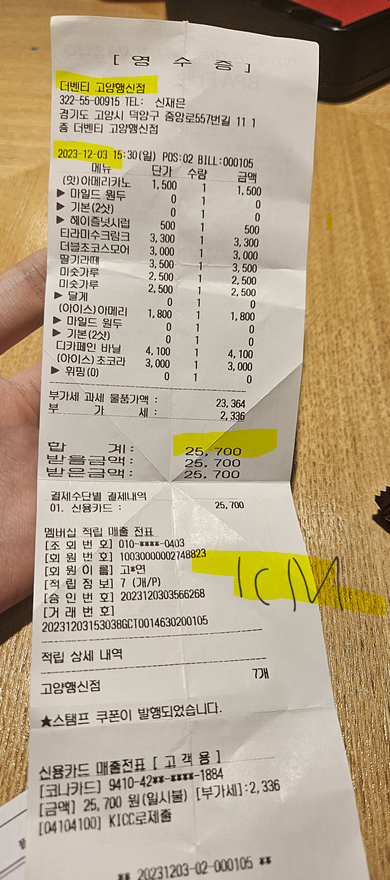 [ 영 수 증 ]
더벤티 고양행신점
322-55-00915 TEL: 신재은
경기도 고양시 덕양구 중앙로557번길 11 1
층 더벤티 고양행신점
2023-12-03 15:30(일) POS:02 BILL:000105
메뉴 단가 수량 금액
(핫)아메리카노 1,500 1 1,500
▶ 마일드 원두 0 1 0
▶ 기본(2샷) 0 1 0
▶ 헤이즐넛시럽 500 1 500
티라미수크림크 3,300 1 3,300
더블초코스모어 3,000 1 3,000
딸기라떼 3,500 1 3,500
미숫가루 2,500 1 2,500
미숫가루 2,500 1 2,500
▶ 달게 0 1 0
(아이스)아메리 1,800 1 1,800
▶ 마일드 원두 0 1 0
▶ 기본(2샷) 0 1 0
디카페인 바닐 4,100 1 4,100
(아이스)초코라 3,000 1 3,000
▶ 휘핑(0) 0 1 0
부가세 과세 물품가액 : 23,364
부 가 세 : 2,336
합 계: 25,700
받을금액: 25,700
받은금액: 25,700
결제수단별 결제내역
01. 신용카드 : 25,700
멤버십 적립 매출 전표
[조 회 번 호] 010-****-0403
[회 원 번 호] 10030000002748823
[회 원 이 름] 고*연
[적 립 정 보] 7 (개/P)
[승 인 번 호] 2023120303566268
[거 래 번 호]
20231203153038GCT0014630200105
ICM
적립 상세 내역
고양행신점 7개
★스탬프 쿠폰이 발행되었습니다.
신용카드 매출전표 [ 고 객 용 ]
[코나카드] 9410-42**-****-1884
[금액] 25,700 원(일시불) [부가세]:2,336
[04104100] KICC로제출
** 20231203-02-000105 **